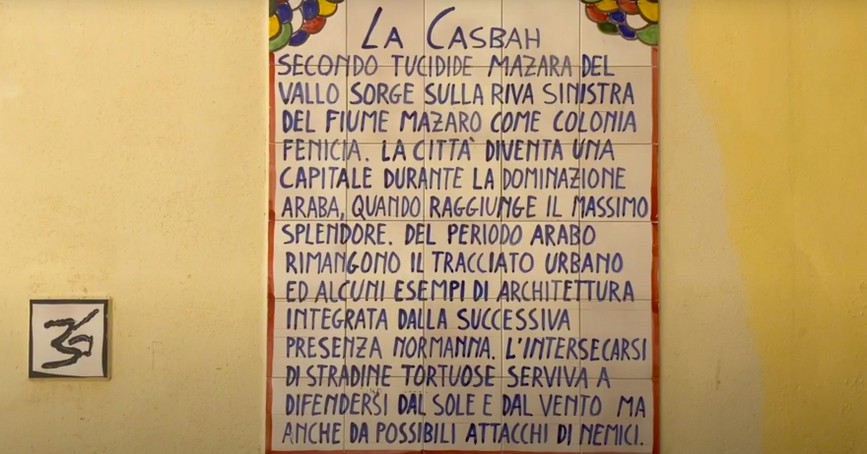 LA CASBAH
SECONDO TUCIDIDE MAZARA DEL
VALLO SORGE SULLA RIVA SINISTRA
DEL FIUME MAZARO COME COLONIA
FENICIA. LA CITTÀ DIVENTA UNA
CAPITALE DURANTE LA DOMINAZIONE
ARABA, QUANDO RAGGIUNGE IL MASSIMO
SPLENDORE. DEL PERIODO ARABO
RIMANGONO IL TRACCIATO URBANO
ED ALCUNI ESEMPI DI ARCHITETTURA
INTEGRATA DALLA SUCCESSIVA
PRESENZA NORMANNA. L'INTERSECARSI
DI STRADINE TORTUOSE SERVIVA A
DIFENDERSI DAL SOLE E DAL VENTO MA
ANCHE DA POSSIBILI ATTACCHI DI NEMICI.